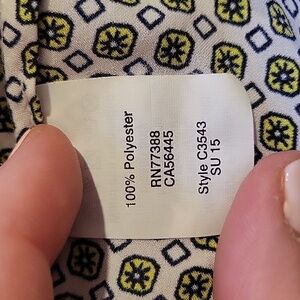 100% Polyester
RN77388
CA56445
Style C3543
SU 15